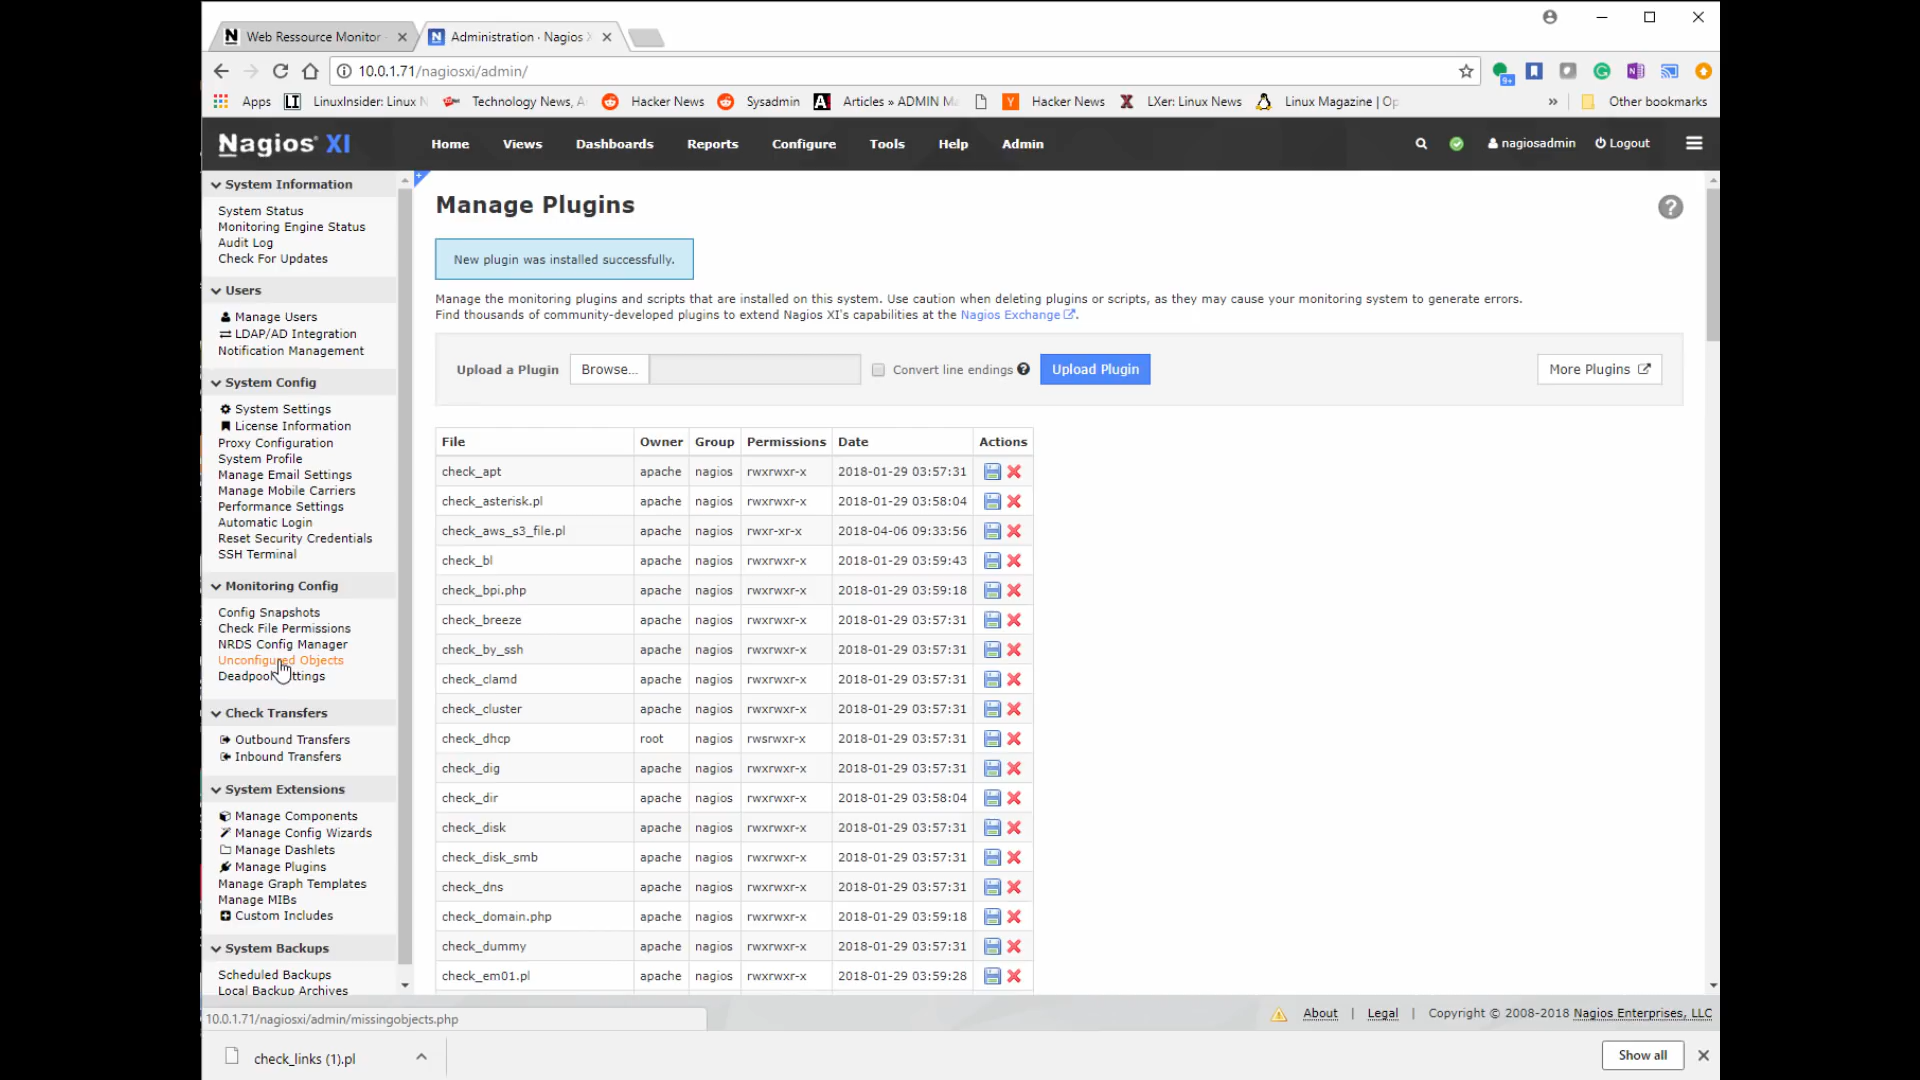 Web Ressource Monitor
Administration · Nagios X
10.0.1.71/nagiosxi/admin/
9+
Apps
LI LinuxInsider: Linux N
Technology News, A
Hacker News
Sysadmin
A Articles » ADMIN Ma
Y Hacker News
X LXer: Linux News
Linux Magazine | Op
»
Other bookmarks
Nagios® XI
Home Views Dashboards Reports Configure Tools Help Admin
nagiosadmin Logout
System Information
System Status
Monitoring Engine Status
Audit Log
Check For Updates
Users
Manage Users
LDAP/AD Integration
Notification Management
System Config
System Settings
License Information
Proxy Configuration
System Profile
Manage Email Settings
Manage Mobile Carriers
Performance Settings
Automatic Login
Reset Security Credentials
SSH Terminal
Monitoring Config
Config Snapshots
Check File Permissions
NRDS Config Manager
Unconfigured Objects
Deadpool ttings
Check Transfers
Outbound Transfers
Inbound Transfers
System Extensions
Manage Components
Manage Config Wizards
Manage Dashlets
Manage Plugins
Manage Graph Templates
Manage MIBs
Custom Includes
System Backups
Scheduled Backups
Local Backup Archives
Manage Plugins
?
New plugin was installed successfully.
Manage the monitoring plugins and scripts that are installed on this system. Use caution when deleting plugins or scripts, as they may cause your monitoring system to generate errors.
Find thousands of community-developed plugins to extend Nagios XI's capabilities at the Nagios Exchange.
Upload a Plugin Browse... Convert line endings ? Upload Plugin More Plugins
File Owner Group Permissions Date Actions
check_apt apache nagios rwxrwxr-x 2018-01-29 03:57:31
check_asterisk.pl apache nagios rwxrwxr-x 2018-01-29 03:58:04
check_aws_s3_file.pl apache nagios rwxr-xr-x 2018-04-06 09:33:56
check_bl apache nagios rwxrwxr-x 2018-01-29 03:59:43
check_bpi.php apache nagios rwxrwxr-x 2018-01-29 03:59:18
check_breeze apache nagios rwxrwxr-x 2018-01-29 03:57:31
check_by_ssh apache nagios rwxrwxr-x 2018-01-29 03:57:31
check_clamd apache nagios rwxrwxr-x 2018-01-29 03:57:31
check_cluster apache nagios rwxrwxr-x 2018-01-29 03:57:31
check_dhcp root nagios rwsrwxr-x 2018-01-29 03:57:31
check_dig apache nagios rwxrwxr-x 2018-01-29 03:57:31
check_dir apache nagios rwxrwxr-x 2018-01-29 03:58:04
check_disk apache nagios rwxrwxr-x 2018-01-29 03:57:31
check_disk_smb apache nagios rwxrwxr-x 2018-01-29 03:57:31
check_dns apache nagios rwxrwxr-x 2018-01-29 03:57:31
check_domain.php apache nagios rwxrwxr-x 2018-01-29 03:59:18
check_dummy apache nagios rwxrwxr-x 2018-01-29 03:57:31
check_em01.pl apache nagios rwxrwxr-x 2018-01-29 03:59:28
10.0.1.71/nagiosxi/admin/missingobjects.php
About | Legal | Copyright © 2008-2018 Nagios Enterprises, LLC
check_links (1).pl
Show all